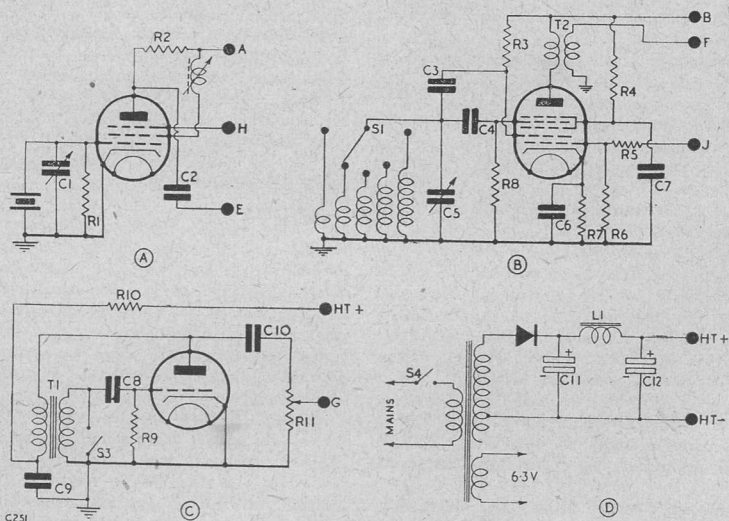 R2
A
H
C1
R1
C2
E
A
B
F
T2
R3
R4
C3
S1
C4
J
R5
C7
R8
C5
C6
R7
R6
B
R10
HT+
C10
T1
C8
G
R9
R11
S3
C9
C
L1
HT+
S4
+
-
C11
+
-
C12
MAINS
HT-
6·3V
D
C251